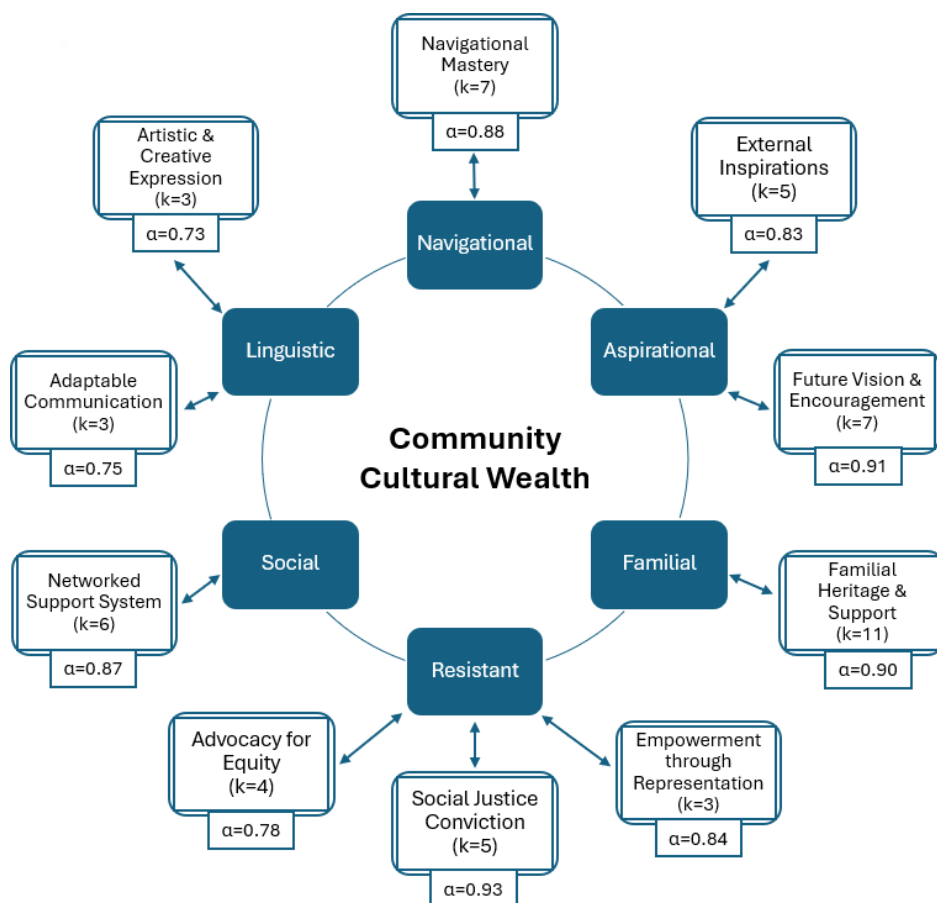 Navigational
Mastery
(k=7)
α=0.88
Artistic &
Creative
Expression
(k=3)
α=0.73
External
Inspirations
(k=5)
α=0.83
Navigational
Linguistic
Aspirational
Adaptable
Communication
(k=3)
α=0.75
Future Vision &
Encouragement
(k=7)
α=0.91
Community
Cultural Wealth
Social
Familial
Networked
Support System
(k=6)
α=0.87
Familial
Heritage &
Support
(k=11)
α=0.90
Resistant
Advocacy for
Equity
(k=4)
α=0.78
Social Justice
Conviction
(k=5)
α=0.93
Empowerment
through
Representation
(k=3)
α=0.84